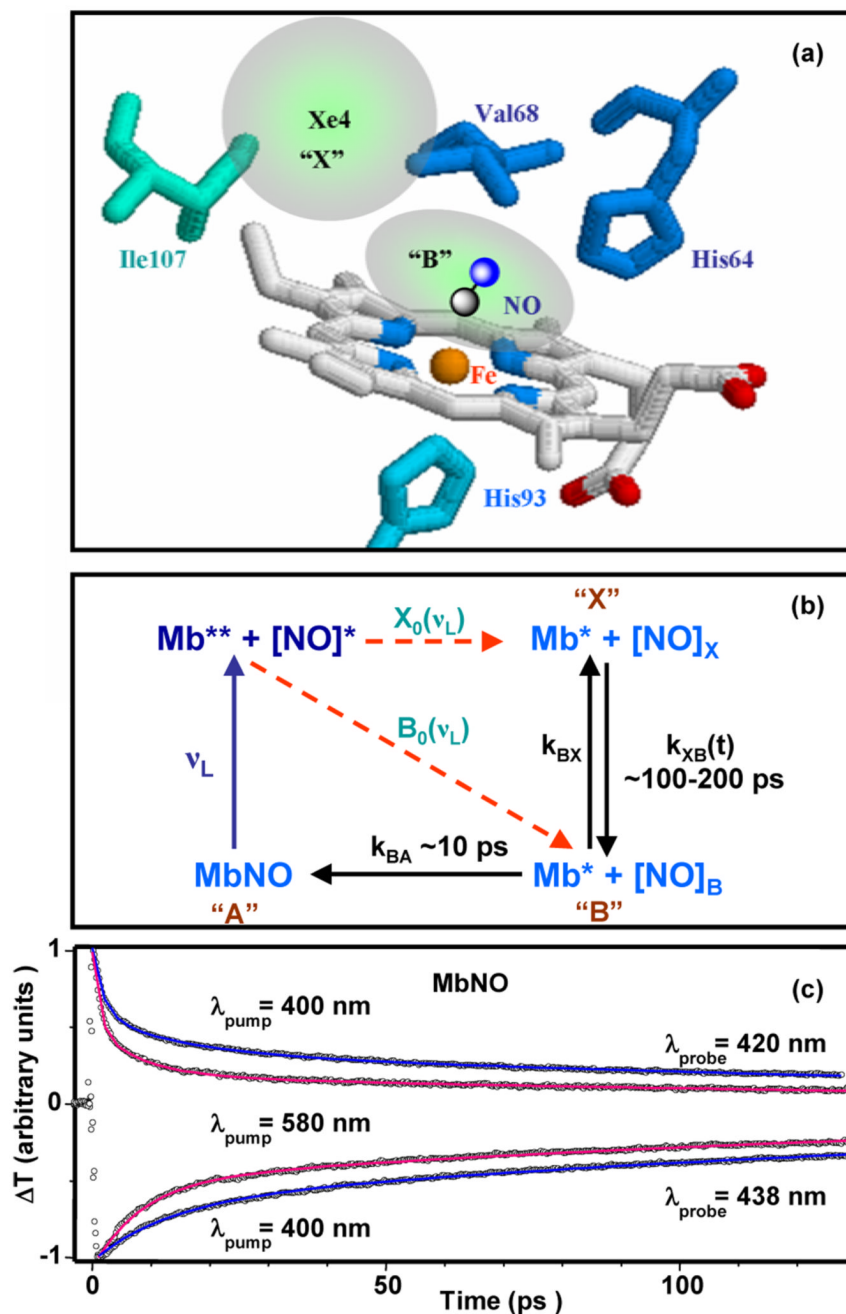 (a)
Xe4
“X”
Val68
“B”
NO
Ile107
His64
Fe
His93
(b)
“X”
Mb** + [NO]*
X₀(νL)
Mb* + [NO]X
B₀(νL)
νL
kBX
kXB(t)
~100-200 ps
kBA ~10 ps
MbNO
Mb* + [NO]B
“A”
“B”
(c)
MbNO
λpump= 400 nm
λprobe= 420 nm
λpump= 580 nm
λprobe= 438 nm
λpump= 400 nm
ΔT (arbitrary units )
1
0
-1
0
50
100
Time (ps )